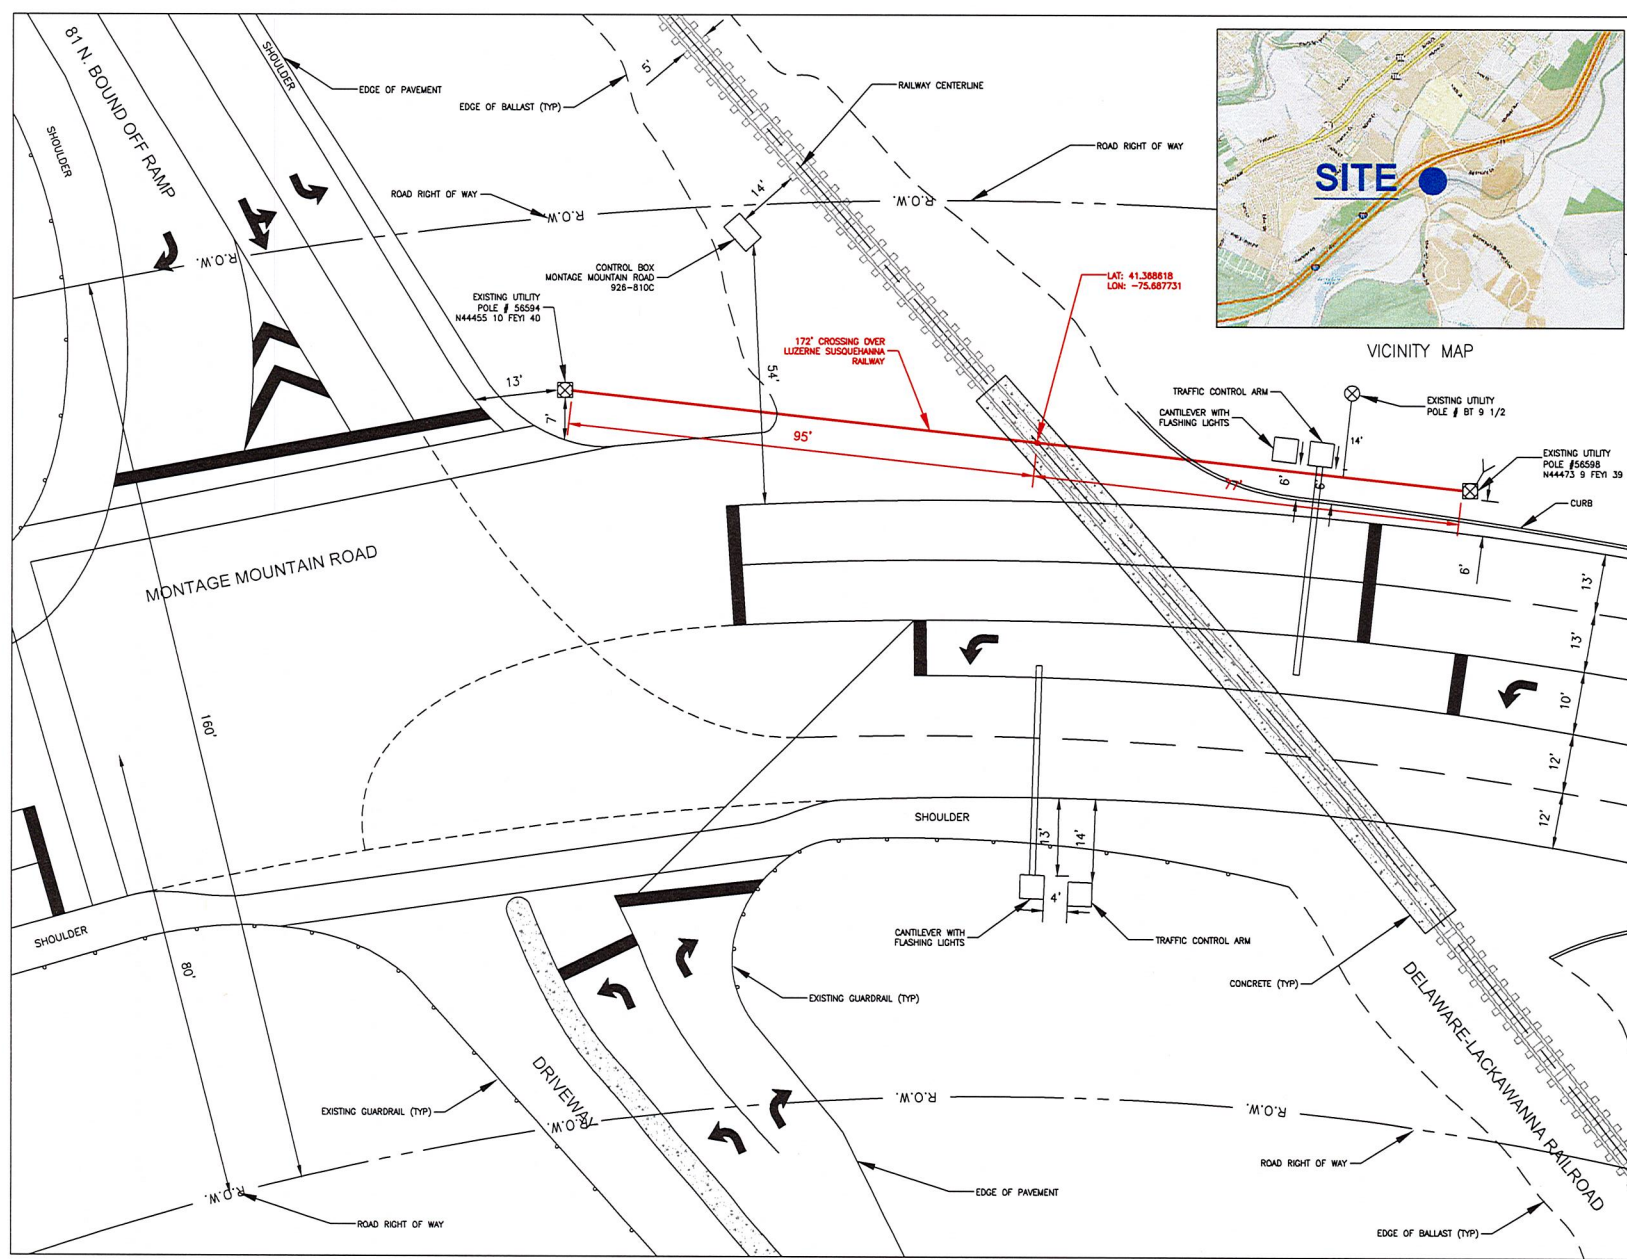 81 N. BOUND OFF RAMP
SHOULDER
SHOULDER
EDGE OF PAVEMENT
EDGE OF BALLAST (TYP)
5'
RAILWAY CENTERLINE
ROAD RIGHT OF WAY
ROAD RIGHT OF WAY
R.O.W.
R.O.W.
R.O.W.
14'
CONTROL BOX
MONTAGE MOUNTAIN ROAD
926-810C
EXISTING UTILITY
POLE # 56594
N44455 10 FEYI 40
LAT: 41.388618
LON: -75.687731
172' CROSSING OVER
LUZERNE SUSQUEHANNA
RAILWAY
SITE
VICINITY MAP
13'
7'
54'
95'
77'
TRAFFIC CONTROL ARM
CANTILEVER WITH
FLASHING LIGHTS
EXISTING UTILITY
POLE # BT 9 1/2
14'
6'
6'
EXISTING UTILITY
POLE #56598
N44473 9 FEYI 39
CURB
6'
13'
13'
10'
12'
12'
MONTAGE MOUNTAIN ROAD
160'
80'
SHOULDER
SHOULDER
13'
14'
4'
CANTILEVER WITH
FLASHING LIGHTS
TRAFFIC CONTROL ARM
CONCRETE (TYP)
EXISTING GUARDRAIL (TYP)
DELAWARE-LACKAWANNA RAILROAD
DRIVEWAY
EXISTING GUARDRAIL (TYP)
R.O.W.
R.O.W.
R.O.W.
R.O.W.
ROAD RIGHT OF WAY
EDGE OF PAVEMENT
ROAD RIGHT OF WAY
EDGE OF BALLAST (TYP)